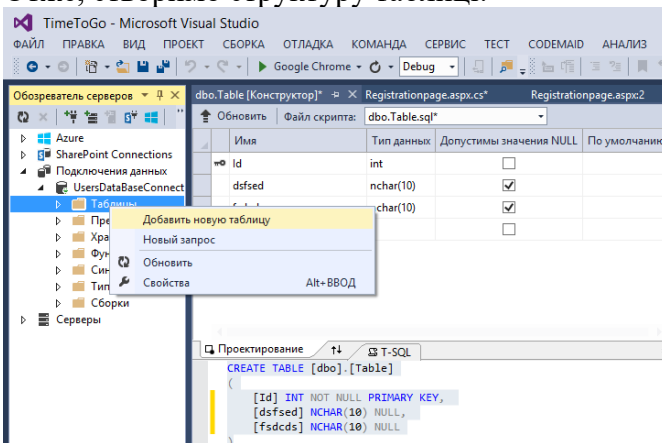 TimeToGo - Microsoft Visual Studio
ФАЙЛ ПРАВКА ВИД ПРОЕКТ СБОРКА ОТЛАДКА КОМАНДА СЕРВИС ТЕСТ CODEMAID АНАЛИЗ
Google Chrome Debug
Обозреватель серверов
dbo.Table [Конструктор]* Registrationpage.aspx.cs* Registrationpage.aspx:2
Обновить Файл скрипта: dbo.Table.sql*
Azure
SharePoint Connections
Подключения данных
UsersDataBaseConnect
Таблицы
Сборки
Серверы
Имя Тип данных Допустимы значения NULL По умолчанию
Id int
dsfsed nchar(10)
nchar(10)
Добавить новую таблицу
Новый запрос
Обновить
Свойства Alt+ВВОД
Проектирование T-SQL
CREATE TABLE [dbo].[Table]
(
[Id] INT NOT NULL PRIMARY KEY,
[dsfsed] NCHAR(10) NULL,
[fsdcds] NCHAR(10) NULL
)